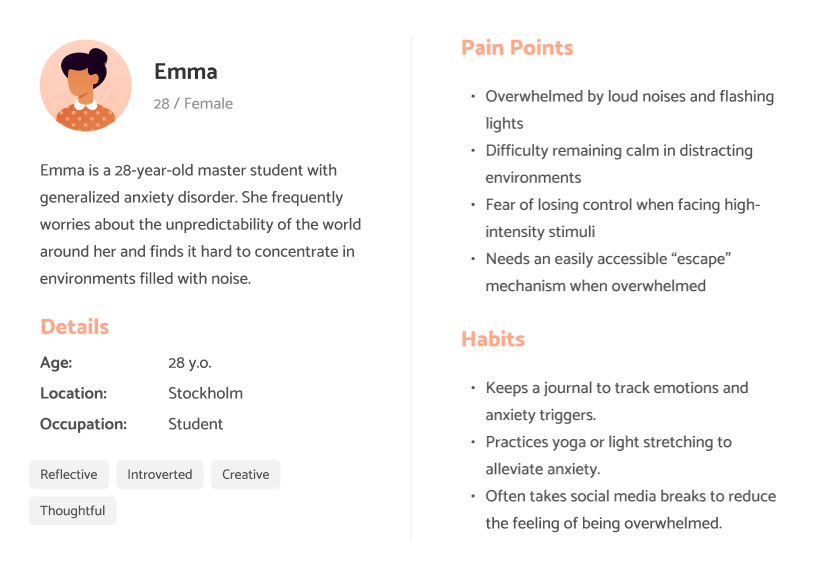 Emma
28 / Female
Emma is a 28-year-old master student with
generalized anxiety disorder. She frequently
worries about the unpredictability of the world
around her and finds it hard to concentrate in
environments filled with noise.
Details
Age: 28 y.o.
Location: Stockholm
Occupation: Student
Reflective Introverted Creative
Thoughtful
Pain Points
• Overwhelmed by loud noises and flashing
lights
• Difficulty remaining calm in distracting
environments
• Fear of losing control when facing high-
intensity stimuli
• Needs an easily accessible “escape”
mechanism when overwhelmed
Habits
• Keeps a journal to track emotions and
anxiety triggers.
• Practices yoga or light stretching to
alleviate anxiety.
• Often takes social media breaks to reduce
the feeling of being overwhelmed.